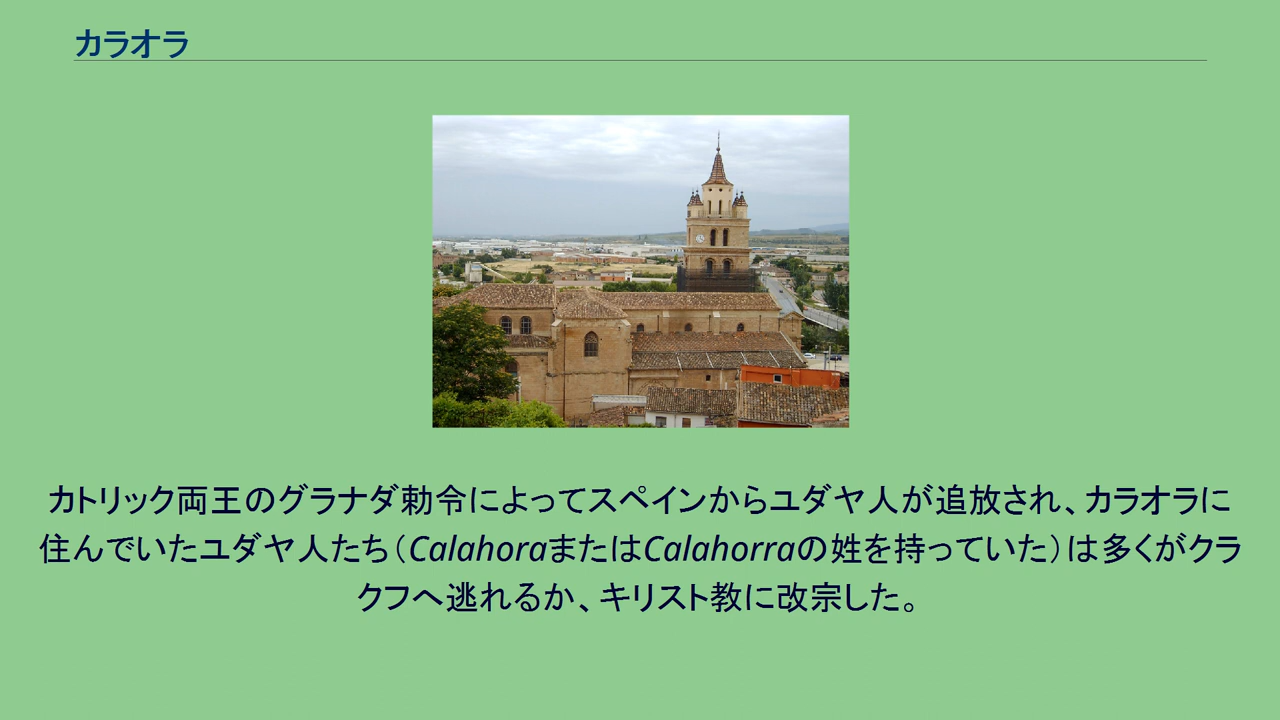 カラオラ
カトリック両王のグラナダ勅令によってスペインからユダヤ人が追放され、カラオラに
住んでいたユダヤ人たち（CalahoraまたはCalahorraの姓を持っていた）は多くがクラ
クフへ逃れるか、キリスト教に改宗した。